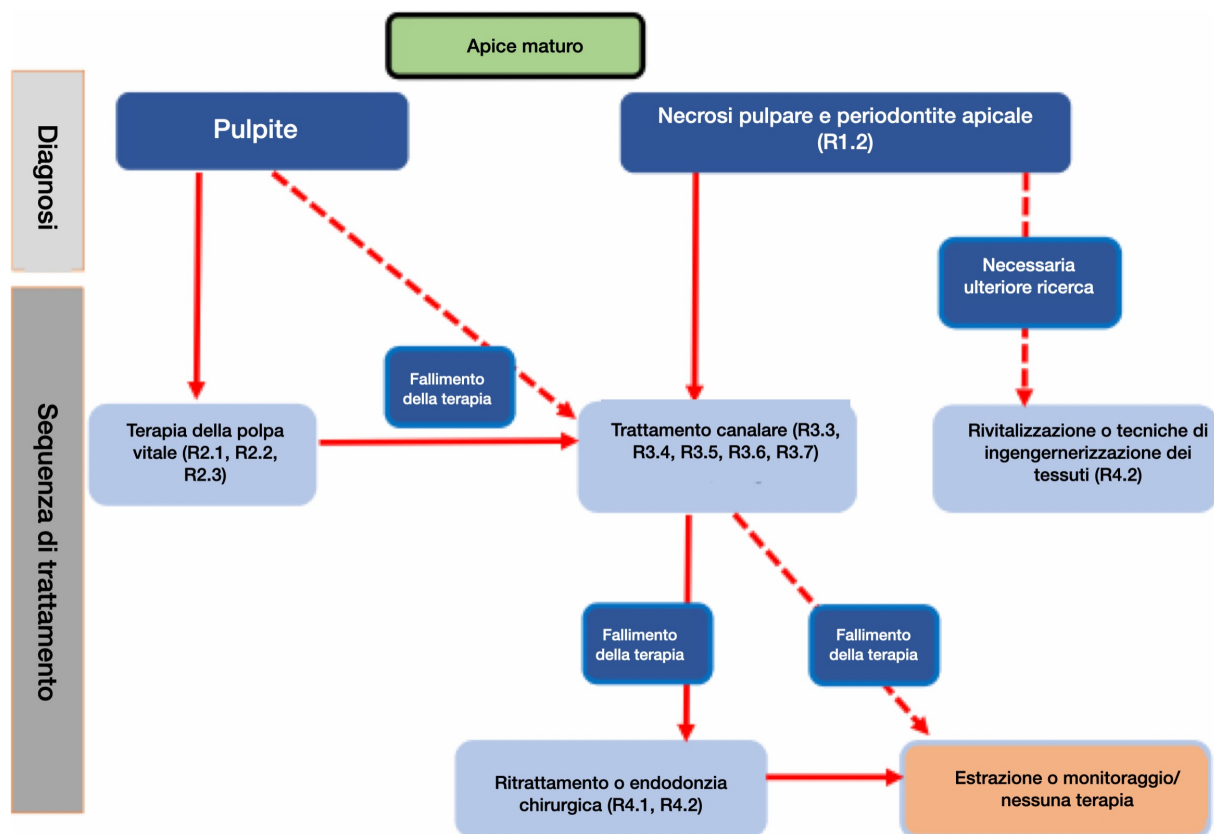 Apice maturo
Diagnosi
Pulpite
Necrosi pulpare e periodontite apicale
(R1.2)
Necessaria
ulteriore ricerca
Sequenza di trattamento
Fallimento
della terapia
Terapia della polpa
vitale (R2.1, R2.2,
R2.3)
Trattamento canalare (R3.3,
R3.4, R3.5, R3.6, R3.7)
Rivitalizzazione o tecniche di
ingengernerizzazione dei
tessuti (R4.2)
Fallimento
della terapia
Fallimento
della terapia
Ritrattamento o endodonzia
chirurgica (R4.1, R4.2)
Estrazione o monitoraggio/
nessuna terapia